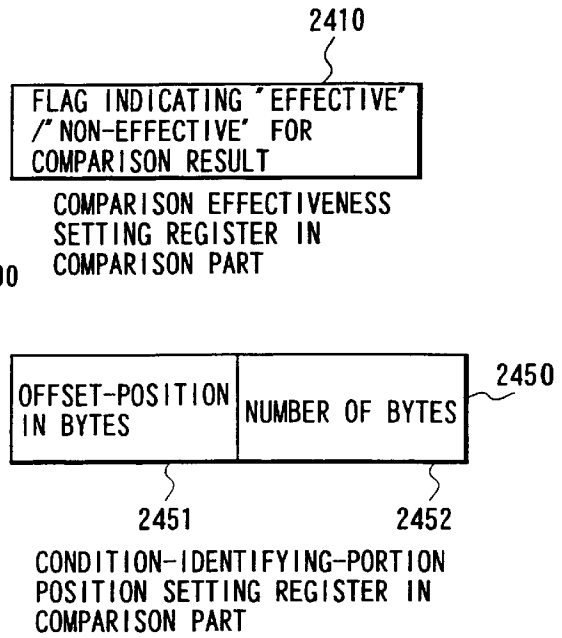 2410
FLAG INDICATING "EFFECTIVE"
/"NON-EFFECTIVE" FOR
COMPARISON RESULT
COMPARISON EFFECTIVENESS
SETTING REGISTER IN
COMPARISON PART
OFFSET-POSITION
IN BYTES
NUMBER OF BYTES
2450
2451
2452
CONDITION-IDENTIFYING-PORTION
POSITION SETTING REGISTER IN
COMPARISON PART